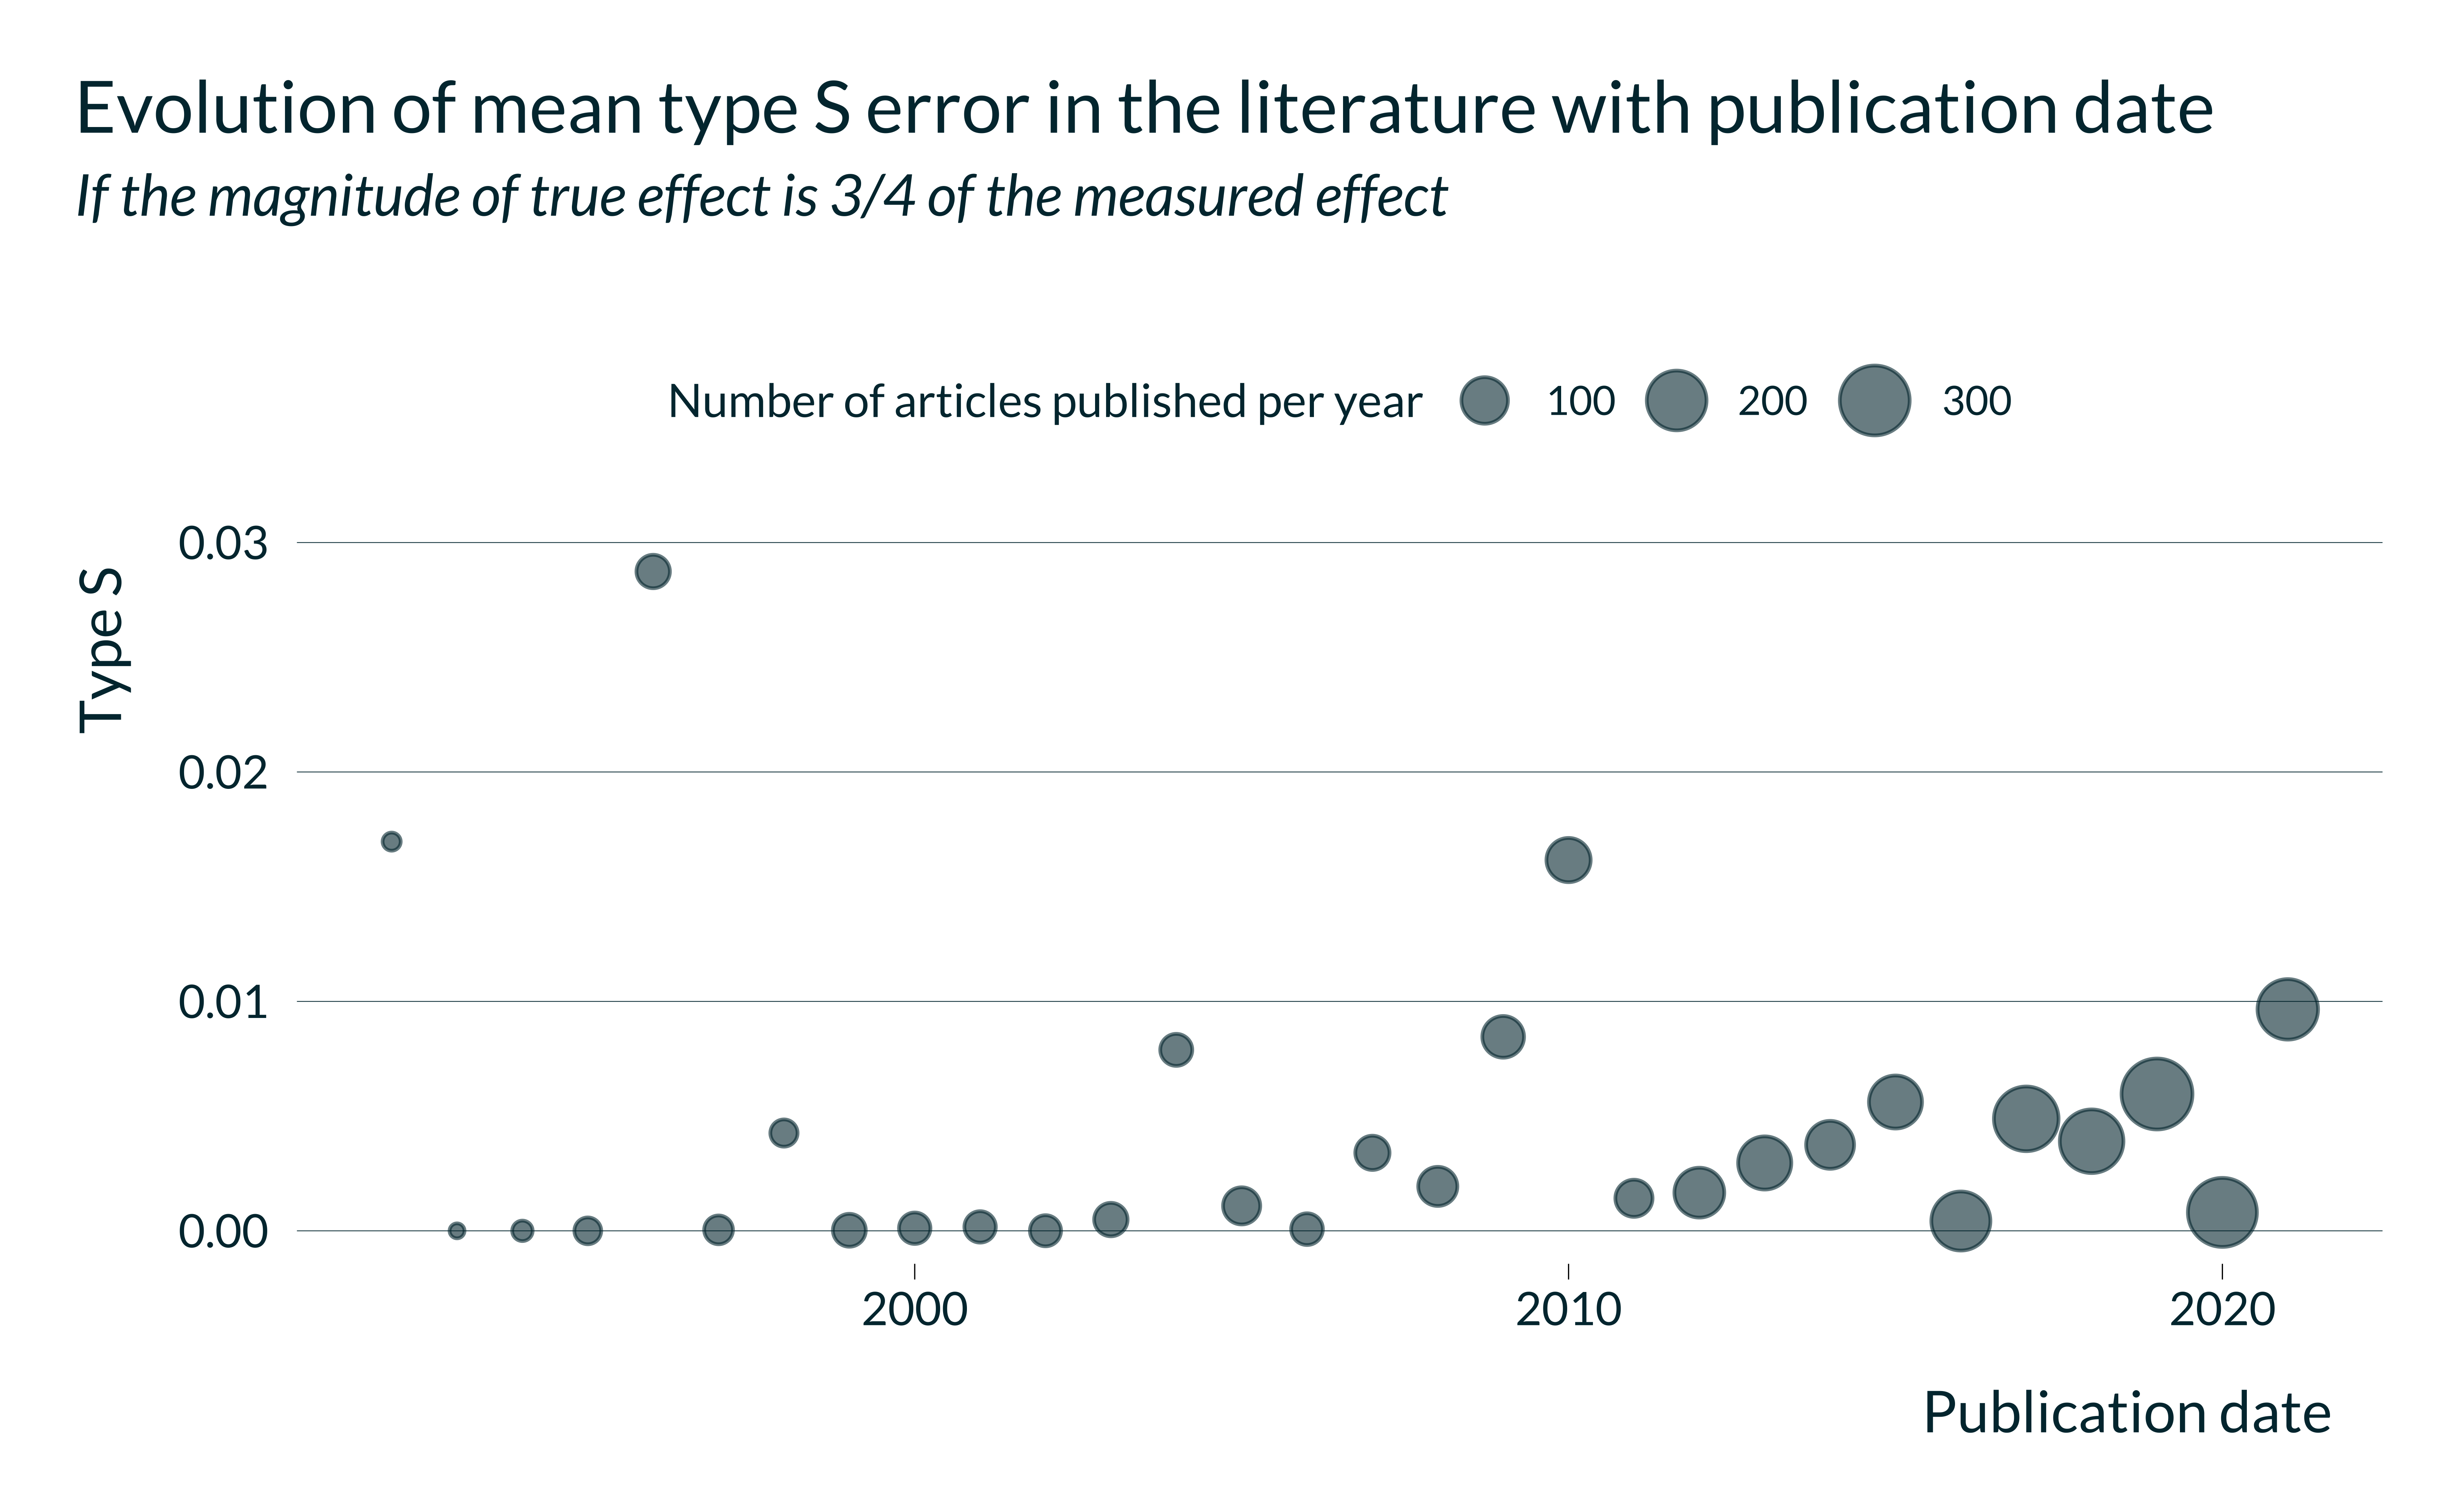 Evolution of mean type S error in the literature with publication date
If the magnitude of true effect is 3/4 of the measured effect
Number of articles published per year 100 200 300
Type S
0.03
0.02
0.01
0.00
2000 2010 2020
Publication date